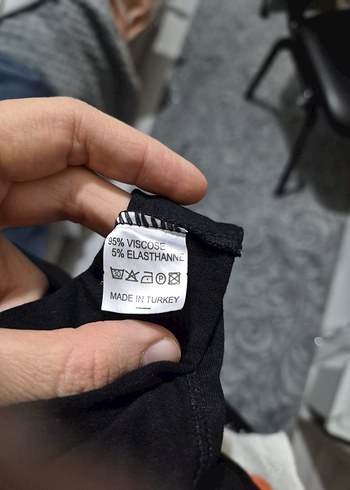 95% VISCOSE
5% ELASTHANNE
P
MADE IN TURKEY